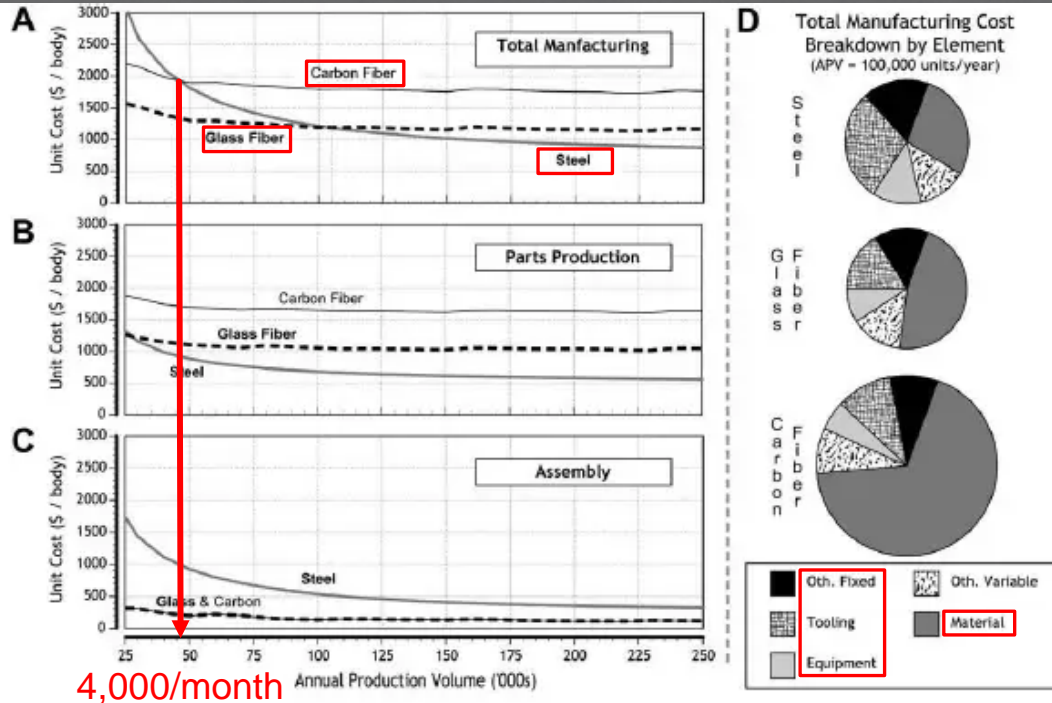 A
Unit Cost ($ / body)
3000
2500
2000
1500
1000
500
0
Total Manfacturing
Carbon Fiber
Glass Fiber
Steel
B
Unit Cost ($ / body)
3000
2500
2000
1500
1000
500
0
Parts Production
Carbon Fiber
Glass Fiber
Steel
C
Unit Cost ($ / body)
3000
2500
2000
1500
1000
500
0
Assembly
Steel
Glass & Carbon
25 50 75 100 125 150 175 200 225 250
4,000/month
Annual Production Volume ('000s)
D
Total Manufacturing Cost
Breakdown by Element
(APV = 100,000 units/year)
Steel
Glass
Fiber
Carbon
Fiber
Oth. Fixed
Oth. Variable
Tooling
Material
Equipment